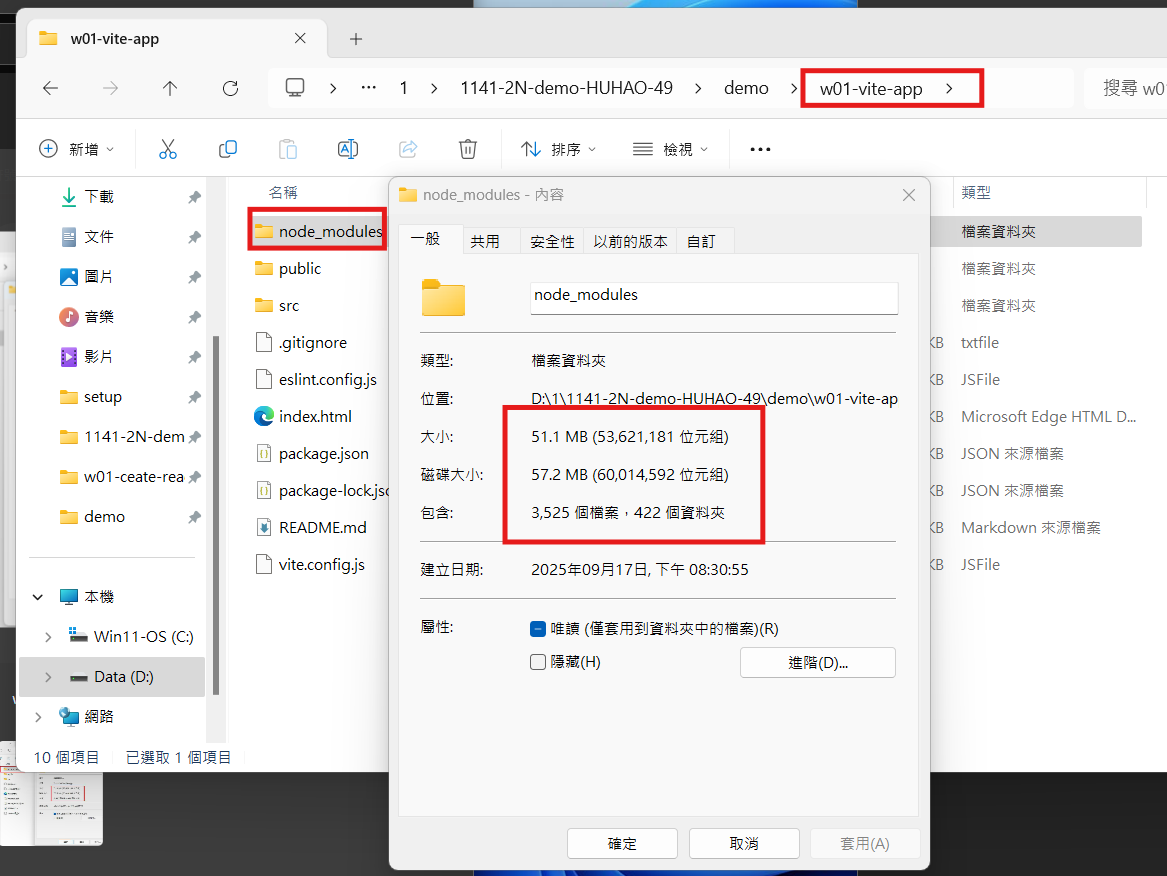 w01-vite-app
1
1141-2N-demo-HUHAO-49
demo
w01-vite-app
搜尋 w0
新增
排序
檢視
下載
文件
圖片
音樂
影片
setup
1141-2N-dem
w01-ceate-rea
demo
本機
Win11-OS (C:)
Data (D:)
網路
名稱
類型
node_modules
檔案資料夾
public
檔案資料夾
src
檔案資料夾
.gitignore
KB
txtfile
eslint.config.js
KB
JSFile
index.html
KB
Microsoft Edge HTML D...
package.json
KB
JSON 來源檔案
package-lock.jsc
KB
JSON 來源檔案
README.md
KB
Markdown 來源檔案
vite.config.js
KB
JSFile
10 個項目
已選取 1 個項目
node_modules - 內容
一般
共用
安全性
以前的版本
自訂
node_modules
類型:
檔案資料夾
位置:
D:\1\1141-2N-demo-HUHAO-49\demo\w01-vite-ap
大小:
51.1 MB (53,621,181 位元組)
磁碟大小:
57.2 MB (60,014,592 位元組)
包含:
3,525 個檔案，422 個資料夾
建立日期:
2025年09月17日, 下午 08:30:55
屬性:
唯讀 (僅套用到資料夾中的檔案)(R)
隱藏(H)
進階(D)...
確定
取消
套用(A)